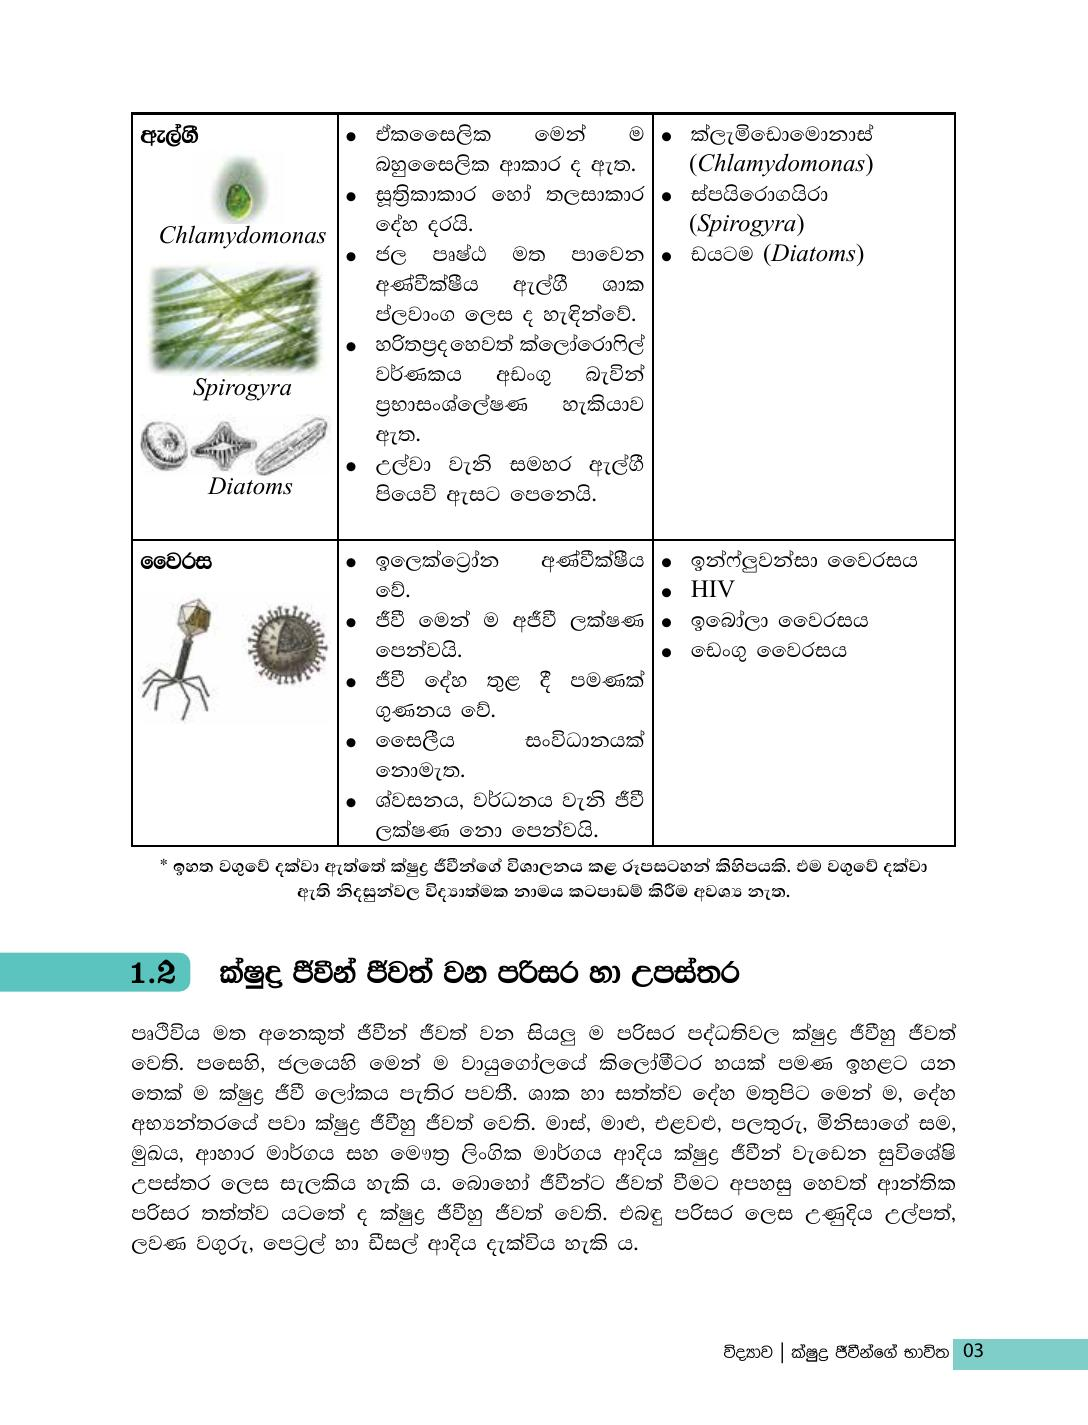 ඇල්ගී
Chlamydomonas
Spirogyra
Diatoms
● ඒකසෛලික මෙන් ම
බහුසෛලික ආකාර ද ඇත.
● සූත්‍රිකාකාර හෝ තලසාකාර
දේහ දරයි.
● ජල පෘෂ්ඨ මත පාවෙන
අණ්වීක්ෂීය ඇල්ගී ශාක
ප්ලවාංග ලෙස ද හැඳින්වේ.
● හරිතප්‍රද හෙවත් ක්ලෝරොෆිල්
වර්ණකය අඩංගු බැවින්
ප්‍රභාසංශ්ලේෂණ හැකියාව
ඇත.
● උල්වා වැනි සමහර ඇල්ගී
පියෙවි ඇසට පෙනෙයි.
● ක්ලැමිඩොමොනාස්
(Chlamydomonas)
● ස්පයිරොගයිරා
(Spirogyra)
● ඩයටම (Diatoms)
වෛරස
● ඉලෙක්ට්‍රෝන අණ්වීක්ෂීය
වේ.
● ජීවී මෙන් ම අජීවී ලක්ෂණ
පෙන්වයි.
● ජීවී දේහ තුළ දී පමණක්
ගුණනය වේ.
● සෛලීය සංවිධානයක්
නොමැත.
● ශ්වසනය, වර්ධනය වැනි ජීවී
ලක්ෂණ නො පෙන්වයි.
● ඉන්ෆ්ලුවන්සා වෛරසය
● HIV
● ඉබෝලා වෛරසය
● ඩෙංගු වෛරසය
* ඉහත වගුවේ දක්වා ඇත්තේ ක්ෂුද්‍ර ජීවීන්ගේ විශාලනය කළ රූපසටහන් කිහිපයකි. එම වගුවේ දක්වා
ඇති නිදසුන්වල විද්‍යාත්මක නාමය කටපාඩම් කිරීම අවශ්‍ය නැත.
1.2 ක්ෂුද්‍ර ජීවීන් ජීවත් වන පරිසර හා උපස්තර
පෘථිවිය මත අනෙකුත් ජීවීන් ජීවත් වන සියලු ම පරිසර පද්ධතිවල ක්ෂුද්‍ර ජීවීහු ජීවත්
වෙති. පසෙහි, ජලයෙහි මෙන් ම වායුගෝලයේ කිලෝමීටර හයක් පමණ ඉහළට යන
තෙක් ම ක්ෂුද්‍ර ජීවී ලෝකය පැතිර පවතී. ශාක හා සත්ත්ව දේහ මතුපිට මෙන් ම, දේහ
අභ්‍යන්තරයේ පවා ක්ෂුද්‍ර ජීවීහු ජීවත් වෙති. මාස්, මාළු, එළවළු, පලතුරු, මිනිසාගේ සම,
මුඛය, ආහාර මාර්ගය සහ මෞත්‍ර ලිංගික මාර්ගය ආදිය ක්ෂුද්‍ර ජීවීන් වැඩෙන සුවිශේෂි
උපස්තර ලෙස සැලකිය හැකි ය. බොහෝ ජීවීන්ට ජීවත් වීමට අපහසු හෙවත් ආන්තික
පරිසර තත්ත්ව යටතේ ද ක්ෂුද්‍ර ජීවීහු ජීවත් වෙති. එබඳු පරිසර ලෙස උණුදිය උල්පත්,
ලවණ වගුරු, පෙට්‍රල් හා ඩීසල් ආදිය දැක්විය හැකි ය.
විද්‍යාව | ක්ෂුද්‍ර ජීවීන්ගේ භාවිත 03